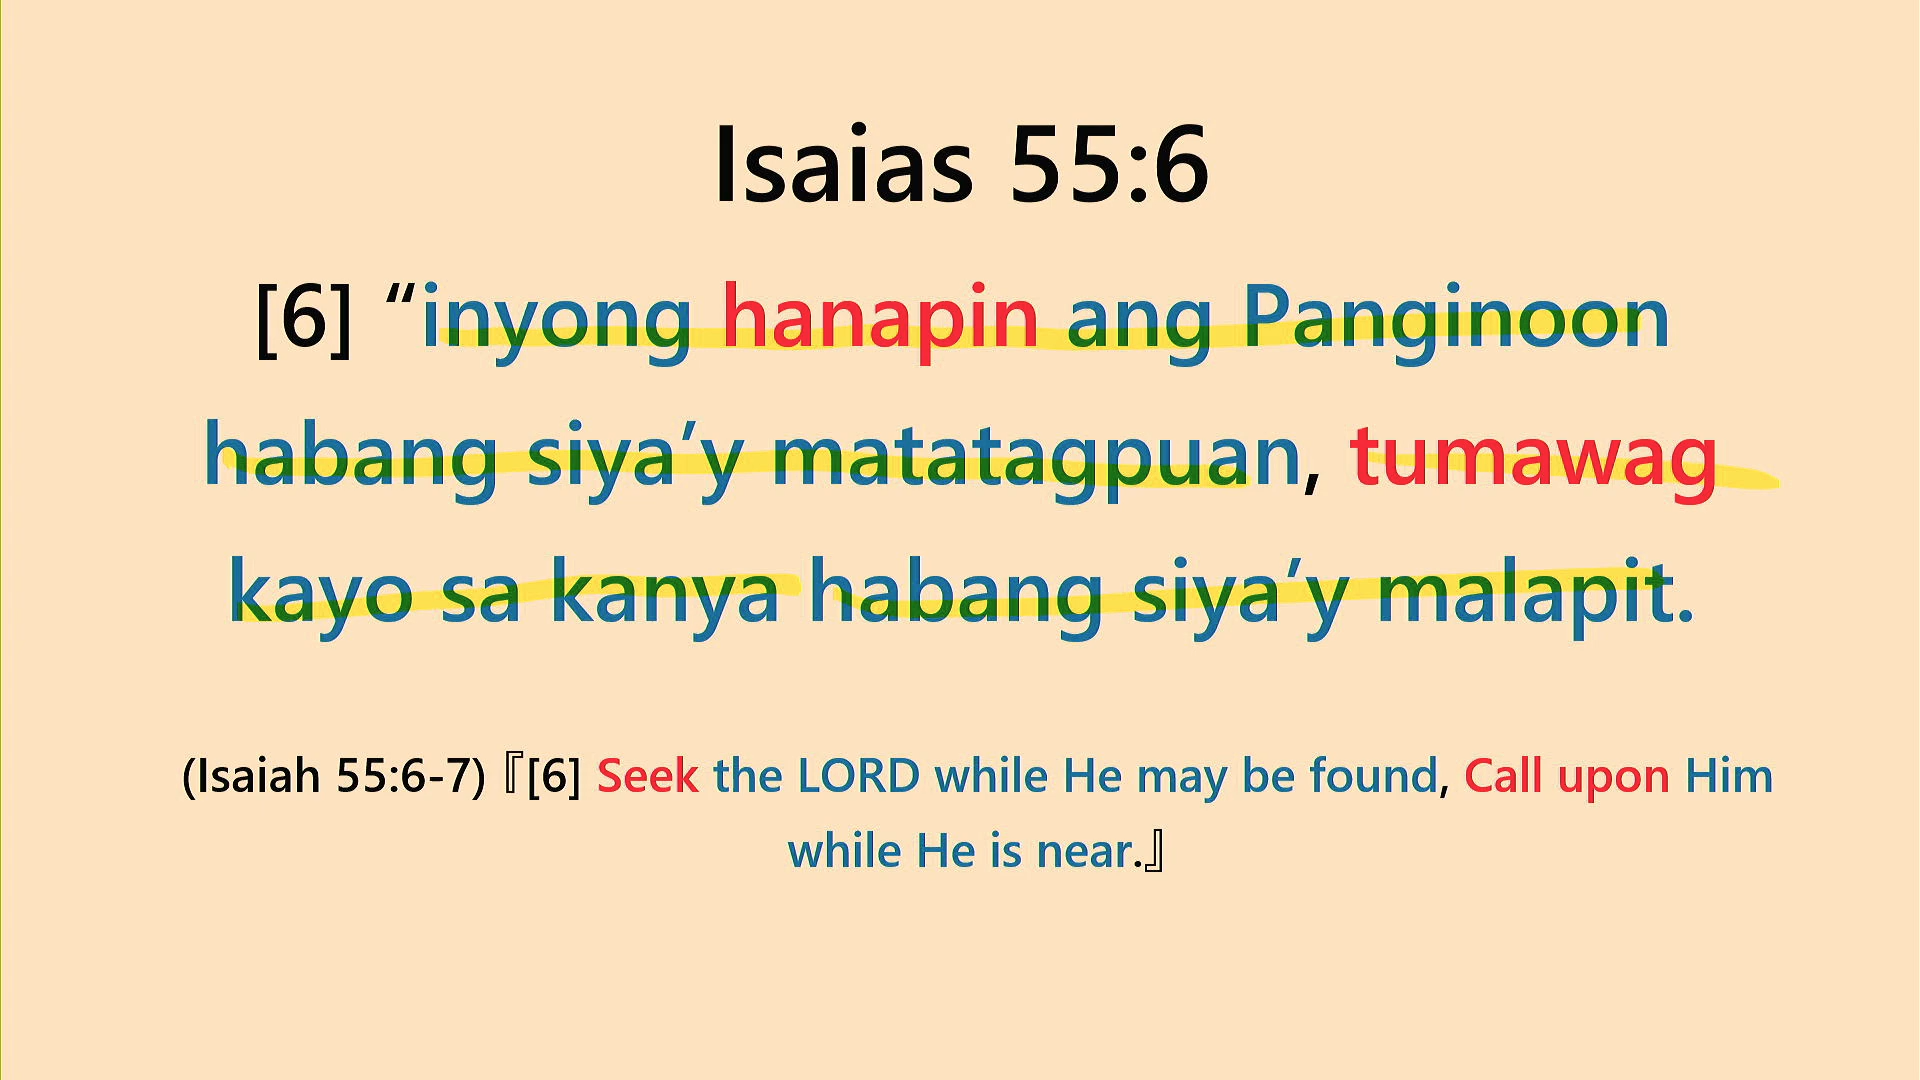 Isaias 55:6
[6] “inyong hanapin ang Panginoon
habang siya’y matatagpuan, tumawag
kayo sa kanya habang siya’y malapit.
(Isaiah 55:6-7)『[6] Seek the LORD while He may be found, Call upon Him
while He is near.』